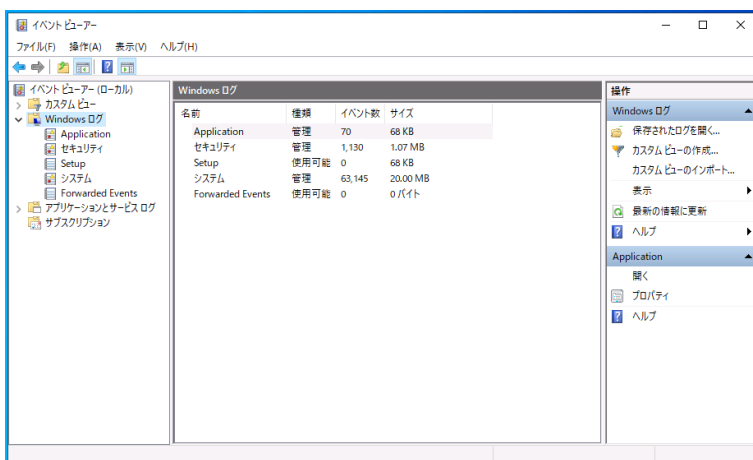 イベント ビューアー
ファイル(F) 操作(A) 表示(V) ヘルプ(H)
イベント ビューアー (ローカル)
カスタム ビュー
Windows ログ
Application
セキュリティ
Setup
システム
Forwarded Events
アプリケーションとサービス ログ
サブスクリプション
Windows ログ
名前 種類 イベント数 サイズ
Application 管理 70 68 KB
セキュリティ 管理 1,130 1.07 MB
Setup 使用可能 0 68 KB
システム 管理 63,145 20.00 MB
Forwarded Events 使用可能 0 0 バイト
操作
Windows ログ
保存されたログを開く...
カスタム ビューの作成...
カスタム ビューのインポート...
表示
最新の情報に更新
ヘルプ
Application
開く
プロパティ
ヘルプ